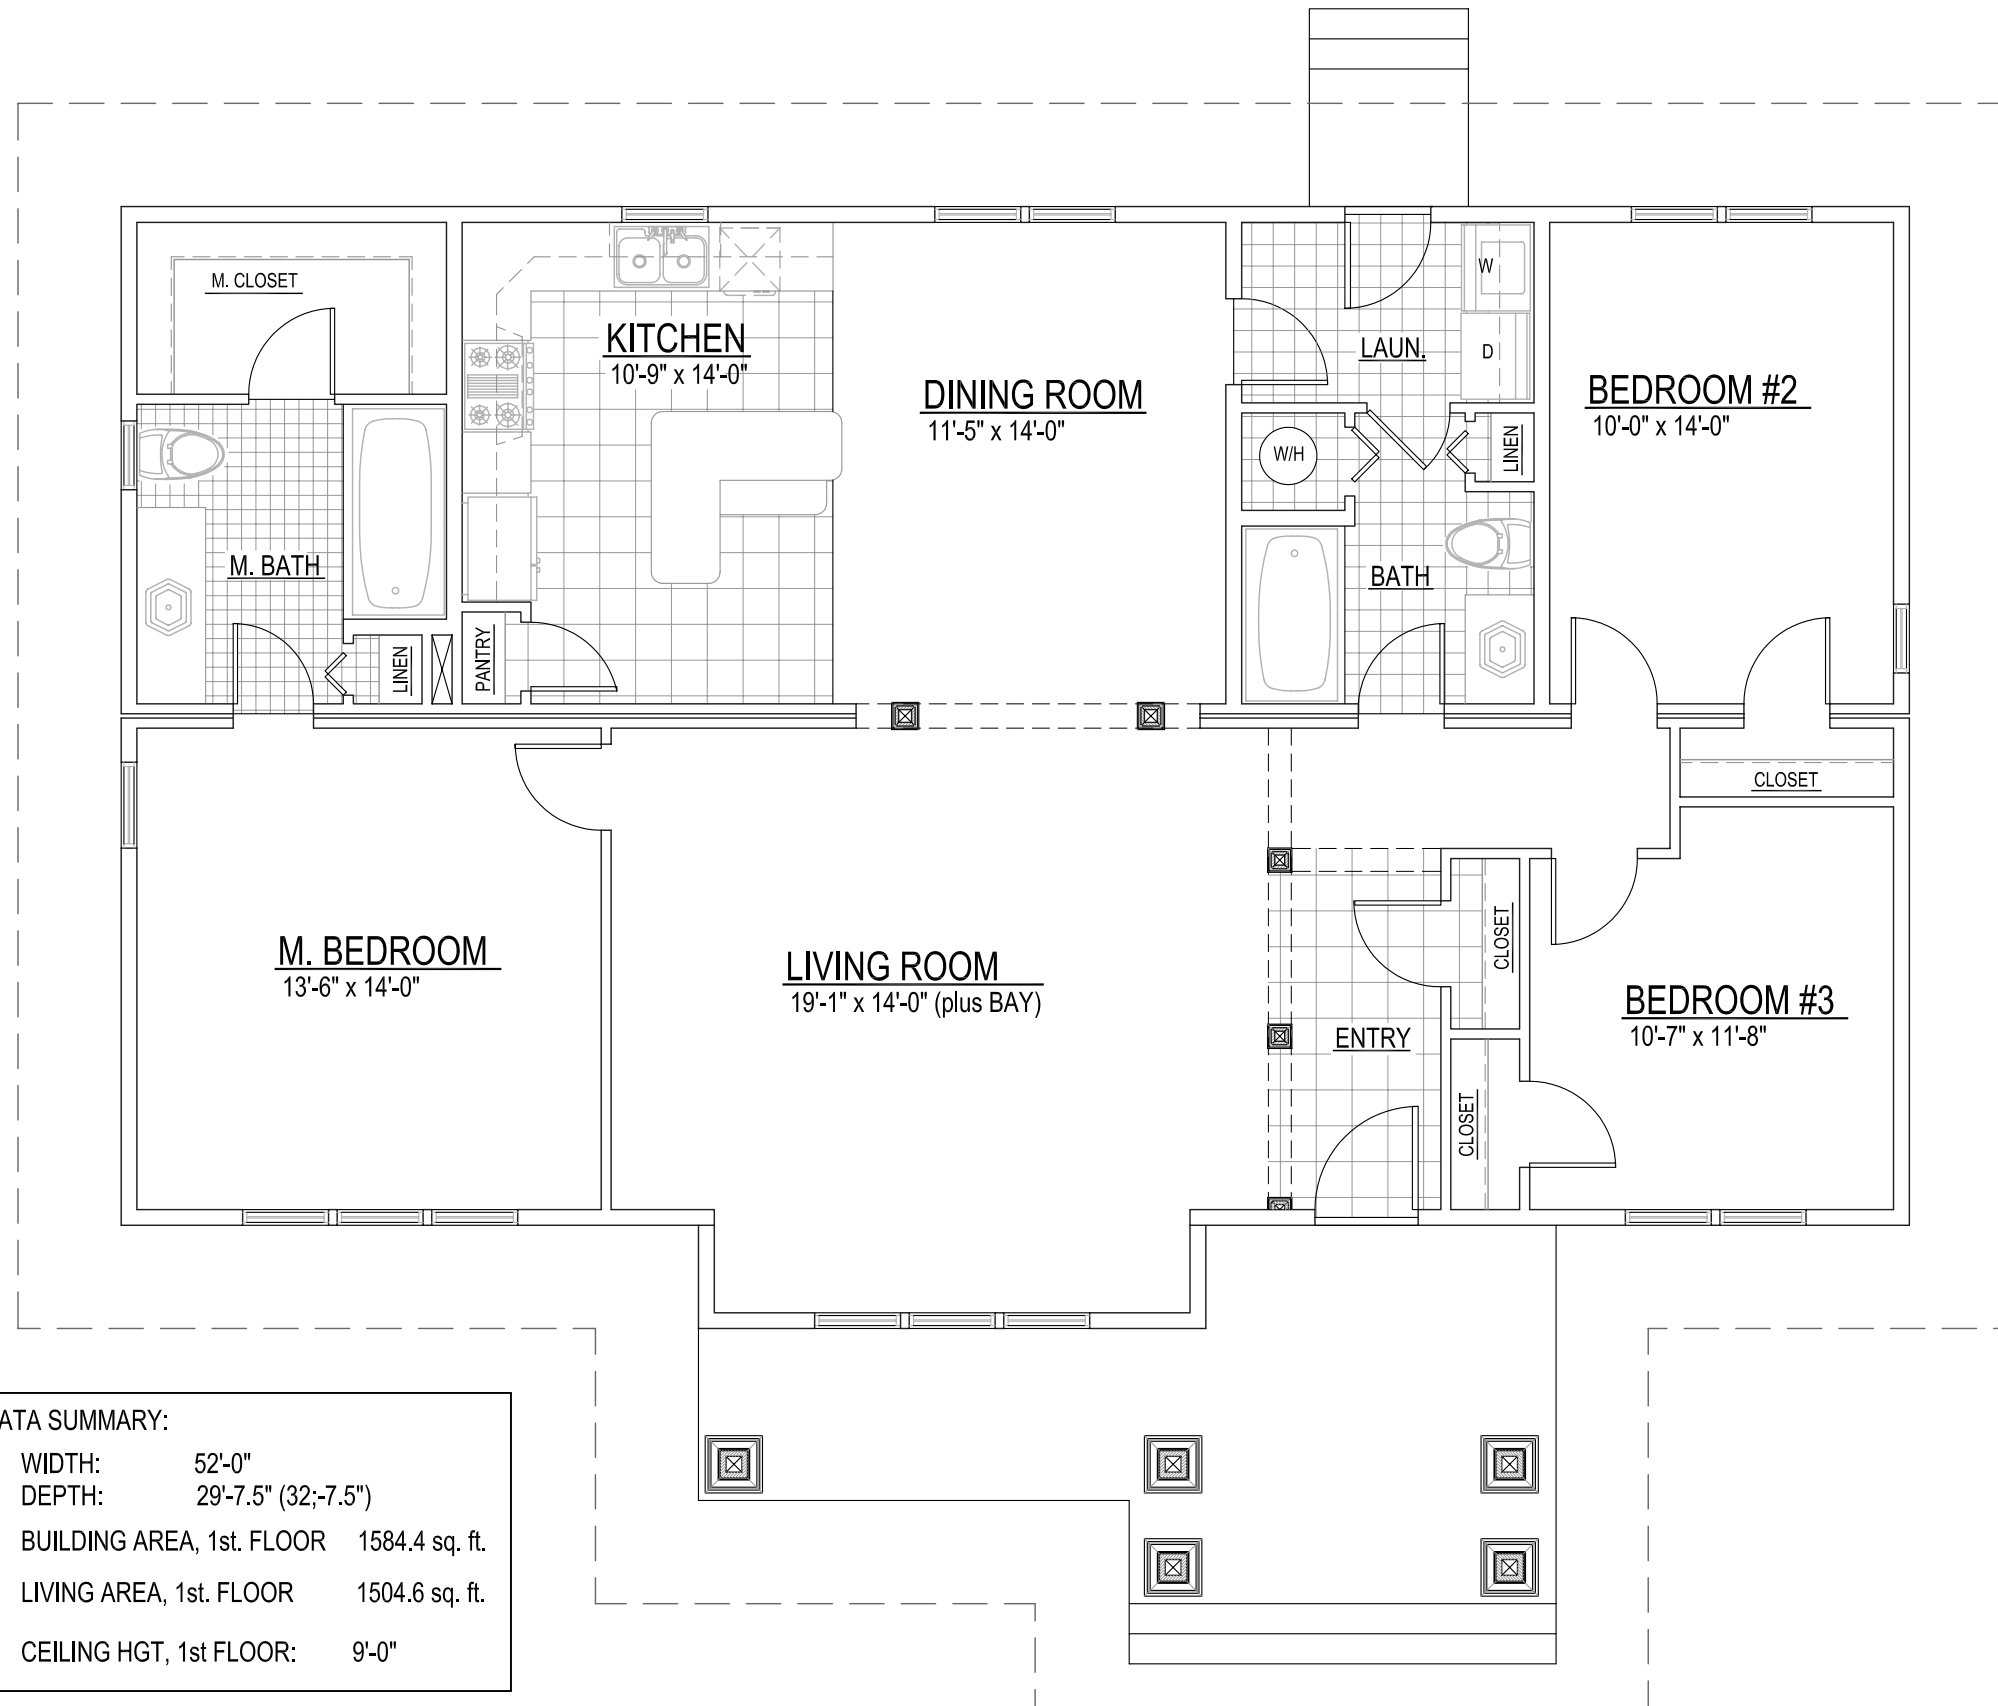 M. CLOSET
W
KITCHEN
10'-9" x 14'-0"
LAUN.
D
DINING ROOM
11'-5" x 14'-0"
BEDROOM #2
10'-0" x 14'-0"
W/H
LINEN
M. BATH
BATH
LINEN
PANTRY
CLOSET
M. BEDROOM
13'-6" x 14'-0"
LIVING ROOM
19'-1" x 14'-0" (plus BAY)
CLOSET
BEDROOM #3
10'-7" x 11'-8"
ENTRY
CLOSET
ATA SUMMARY:
WIDTH: 52'-0"
DEPTH: 29'-7.5" (32;-7.5")
BUILDING AREA, 1st. FLOOR 1584.4 sq. ft.
LIVING AREA, 1st. FLOOR 1504.6 sq. ft.
CEILING HGT, 1st FLOOR: 9'-0"